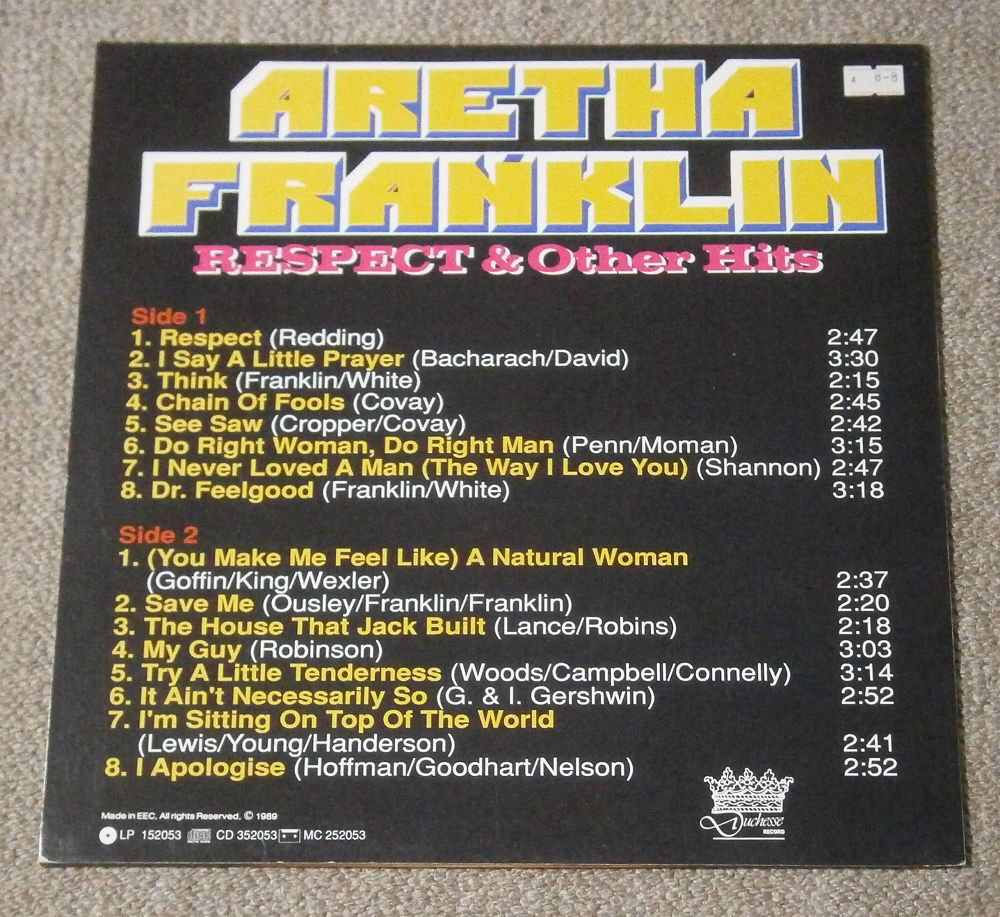 ARETHA
FRANKLIN
RESPECT & Other Hits
Side 1
1. Respect (Redding) 2:47
2. I Say A Little Prayer (Bacharach/David) 3:30
3. Think (Franklin/White) 2:15
4. Chain Of Fools (Covay) 2:45
5. See Saw (Cropper/Covay) 2:42
6. Do Right Woman, Do Right Man (Penn/Moman) 3:15
7. I Never Loved A Man (The Way I Love You) (Shannon) 2:47
8. Dr. Feelgood (Franklin/White) 3:18
Side 2
1. (You Make Me Feel Like) A Natural Woman
(Goffin/King/Wexler) 2:37
2. Save Me (Ousley/Franklin/Franklin) 2:20
3. The House That Jack Built (Lance/Robins) 2:18
4. My Guy (Robinson) 3:03
5. Try A Little Tenderness (Woods/Campbell/Connelly) 3:14
6. It Ain't Necessarily So (G. & I. Gershwin) 2:52
7. I'm Sitting On Top Of The World
(Lewis/Young/Handerson) 2:41
8. I Apologise (Hoffman/Goodhart/Nelson) 2:52
Made in EEC, All rights Reserved, © 1989
LP 152053 disc CD 352053 MC 252053
Duchesse
RECORD